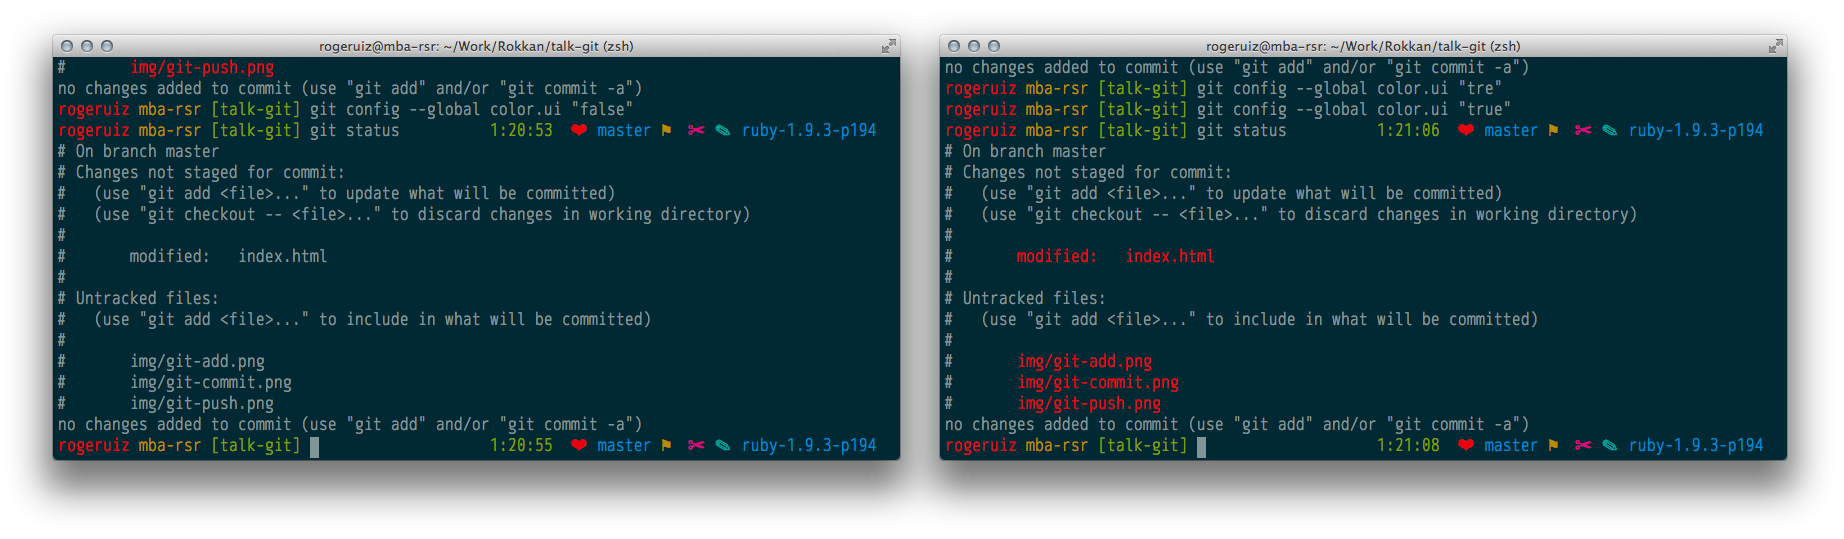 rogeruiz@mba-rsr: ~/Work/Rokkan/talk-git (zsh)
#       img/git-push.png
no changes added to commit (use "git add" and/or "git commit -a")
rogeruiz mba-rsr [talk-git] git config --global color.ui "false"
rogeruiz mba-rsr [talk-git] git status          1:20:53  ❤ master ⚑  ✂ ✎ ruby-1.9.3-p194
# On branch master
# Changes not staged for commit:
#   (use "git add <file>..." to update what will be committed)
#   (use "git checkout -- <file>..." to discard changes in working directory)
#
#       modified:   index.html
#
# Untracked files:
#   (use "git add <file>..." to include in what will be committed)
#
#       img/git-add.png
#       img/git-commit.png
#       img/git-push.png
no changes added to commit (use "git add" and/or "git commit -a")
rogeruiz mba-rsr [talk-git]                     1:20:55  ❤ master ⚑  ✂ ✎ ruby-1.9.3-p194
rogeruiz@mba-rsr: ~/Work/Rokkan/talk-git (zsh)
no changes added to commit (use "git add" and/or "git commit -a")
rogeruiz mba-rsr [talk-git] git config --global color.ui "tre"
rogeruiz mba-rsr [talk-git] git config --global color.ui "true"
rogeruiz mba-rsr [talk-git] git status          1:21:06  ❤ master ⚑  ✂ ✎ ruby-1.9.3-p194
# On branch master
# Changes not staged for commit:
#   (use "git add <file>..." to update what will be committed)
#   (use "git checkout -- <file>..." to discard changes in working directory)
#
#       modified:   index.html
#
# Untracked files:
#   (use "git add <file>..." to include in what will be committed)
#
#       img/git-add.png
#       img/git-commit.png
#       img/git-push.png
no changes added to commit (use "git add" and/or "git commit -a")
rogeruiz mba-rsr [talk-git]                     1:21:08  ❤ master ⚑  ✂ ✎ ruby-1.9.3-p194